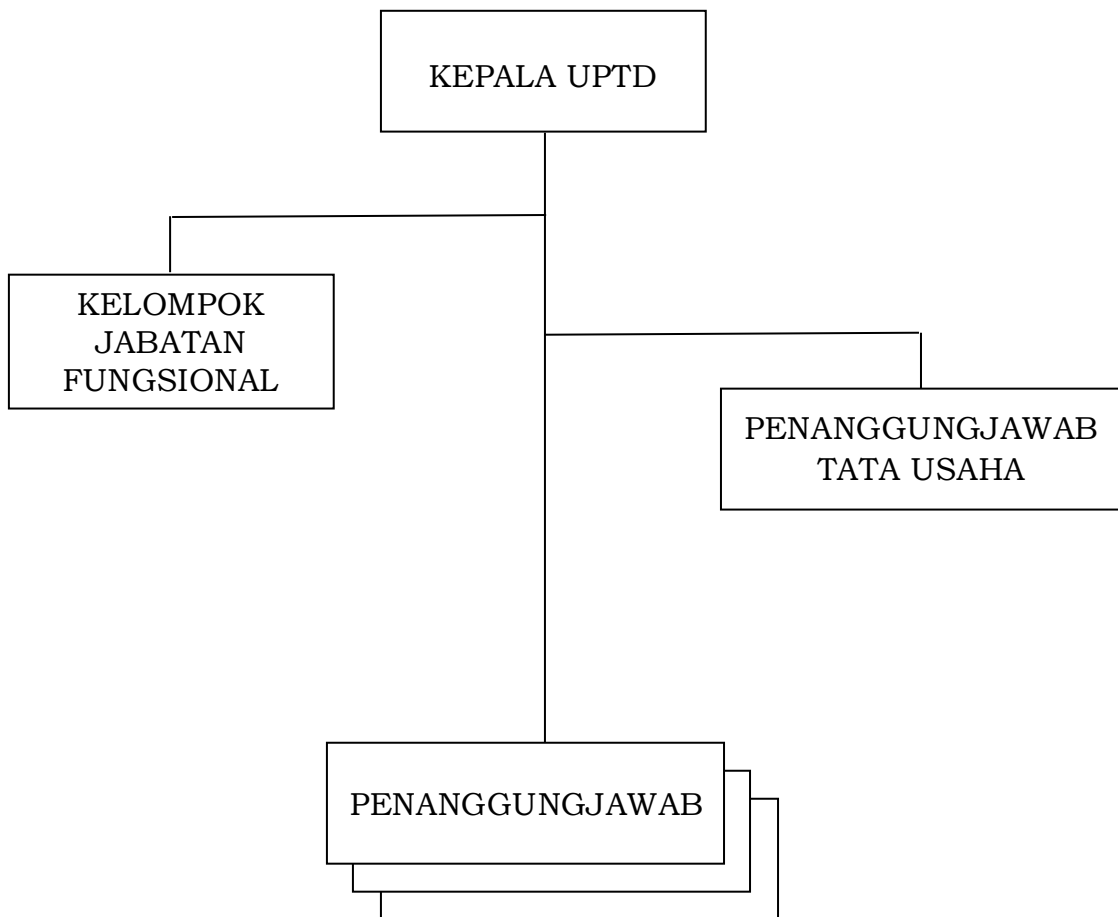 KEPALA UPTD
KELOMPOK
JABATAN
FUNGSIONAL
PENANGGUNGJAWAB
TATA USAHA
PENANGGUNGJAWAB